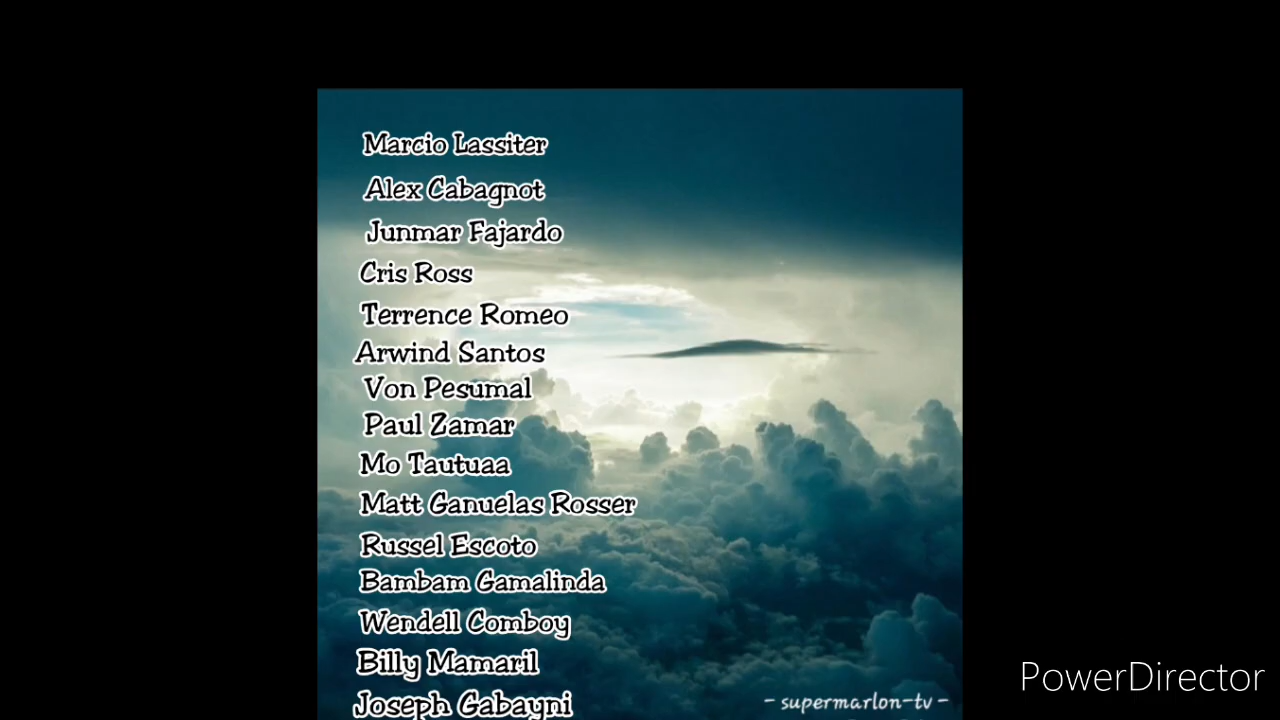 Marcio Lassiter
Alex Cabagnot
Junmar Fajardo
Cris Ross
Terrence Romeo
Arwind Santos
Von Pesumal
Paul Zamar
Mo Tautuaa
Matt Ganuelas Rosser
Russel Escoto
Bambam Gamalinda
Wendell Comboy
Billy Mamaril
Joseph Gabayni
- supermarlon-tv -
PowerDirector